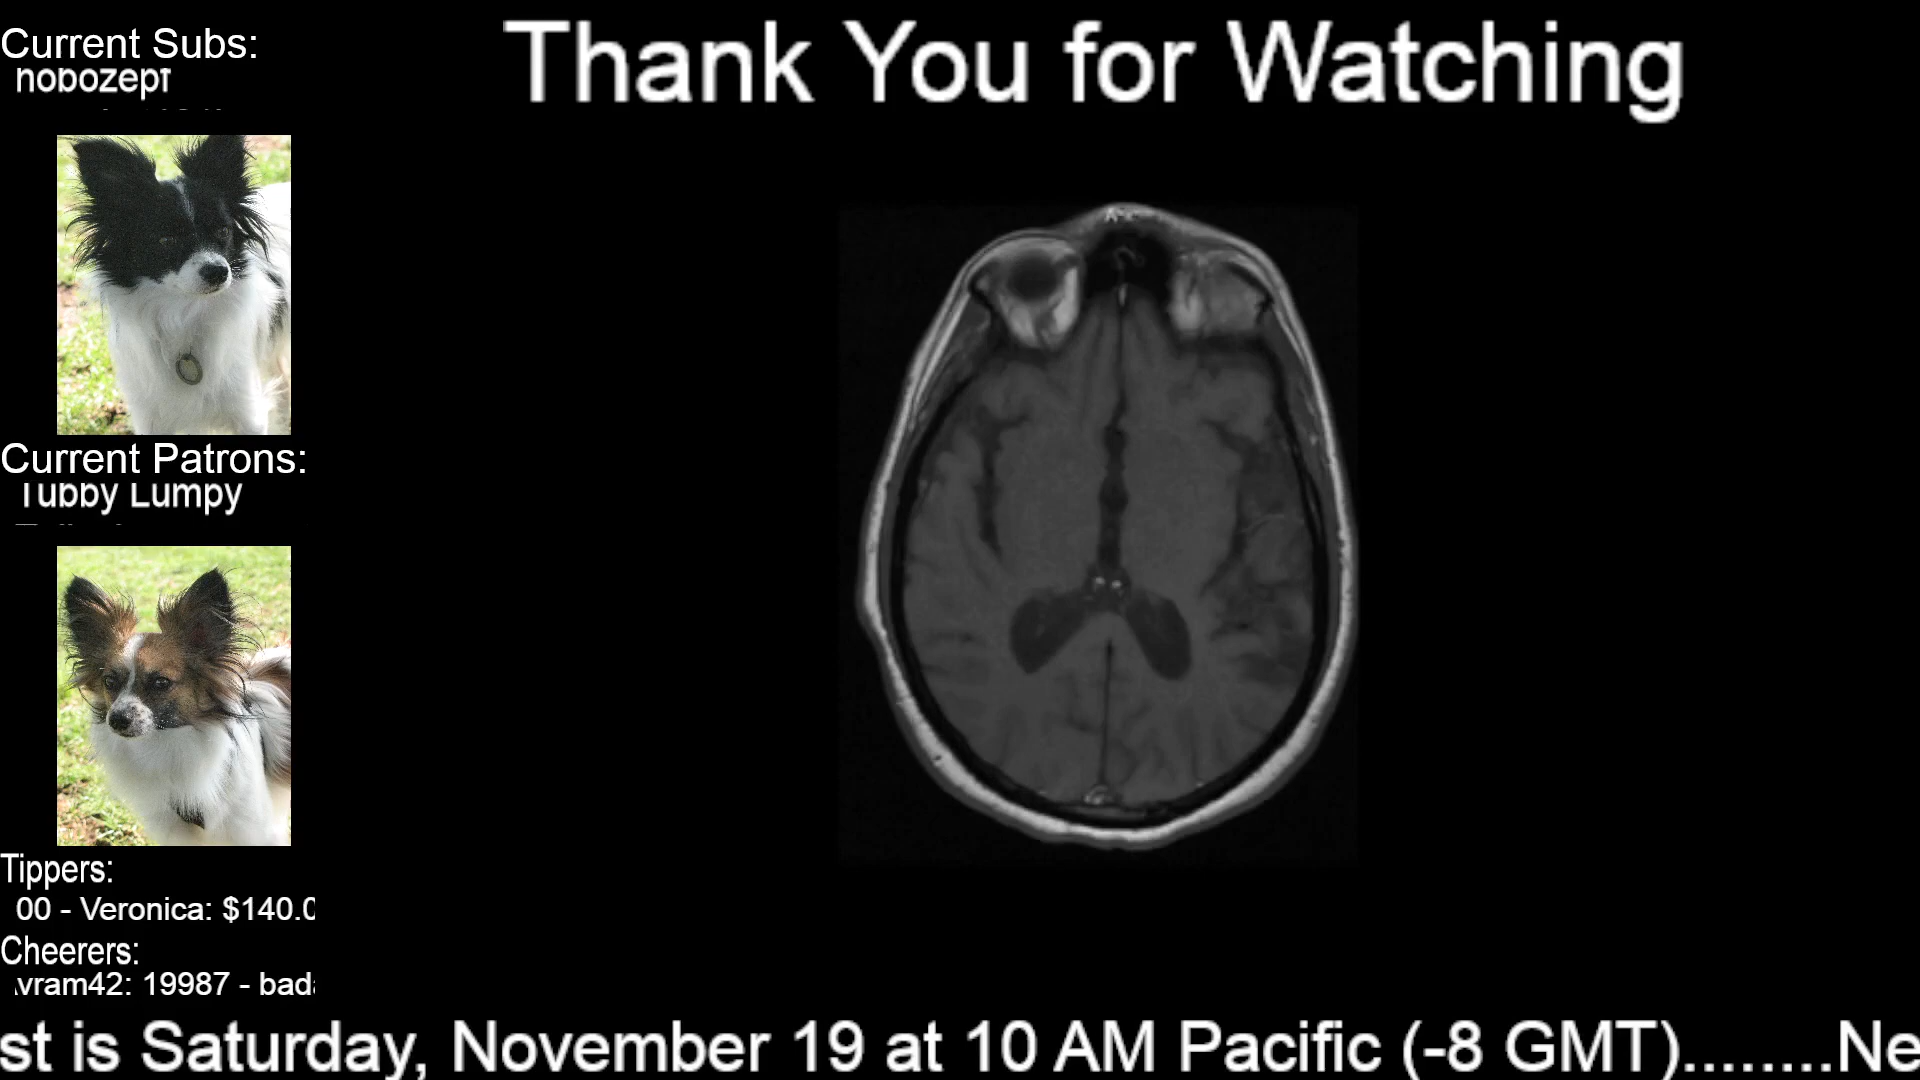 Thank You for Watching
Current Subs:
nobozept
Current Patrons:
Tubby Lumpy
Tippers:
00 - Veronica: $140.0
Cheerers:
vram42: 19987 - bad
st is Saturday, November 19 at 10 AM Pacific (-8 GMT)........Ne